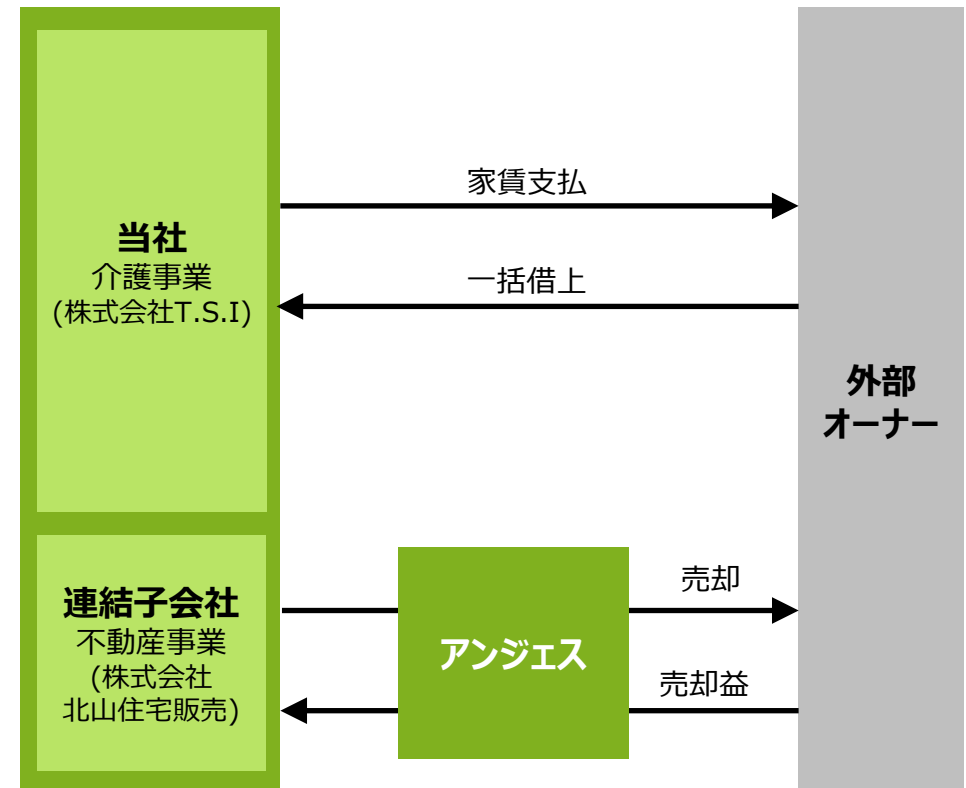 当社
介護事業
(株式会社T.S.I)
家賃支払
一括借上
外部
オーナー
連結子会社
不動産事業
(株式会社
北山住宅販売)
アンジェス
売却
売却益